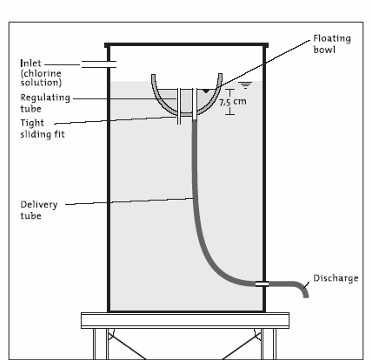 Floating
bowl
Inlet
(chlorine
solution)
Regulating
tube
7,5 cm
Tight
sliding fit
Delivery
tube
Discharge